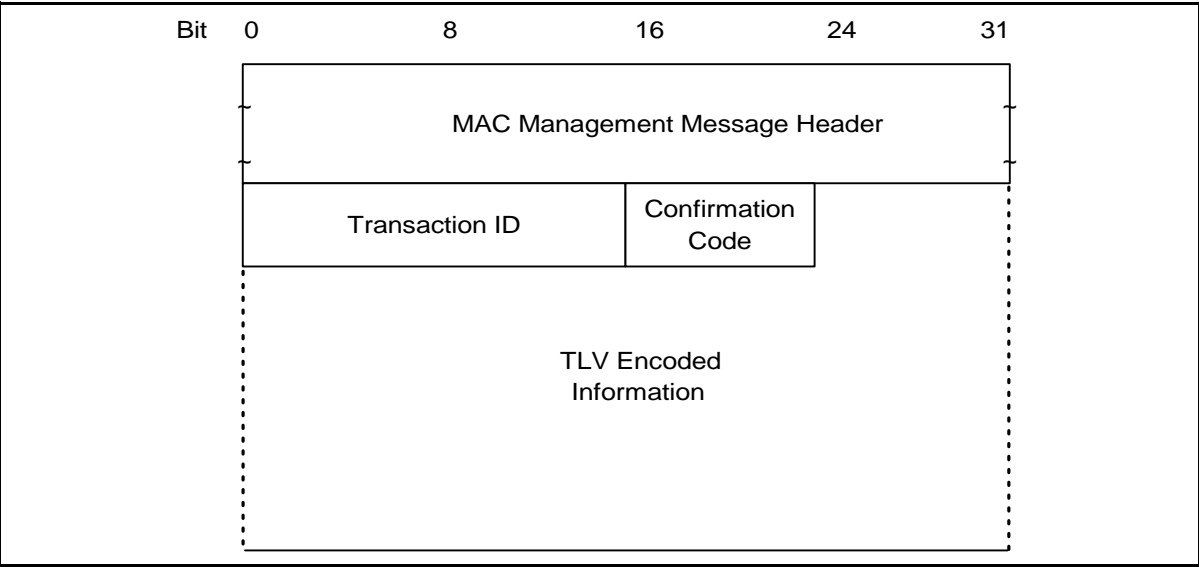 Bit 0 8 16 24 31
MAC Management Message Header
Transaction ID
Confirmation
Code
TLV Encoded
Information